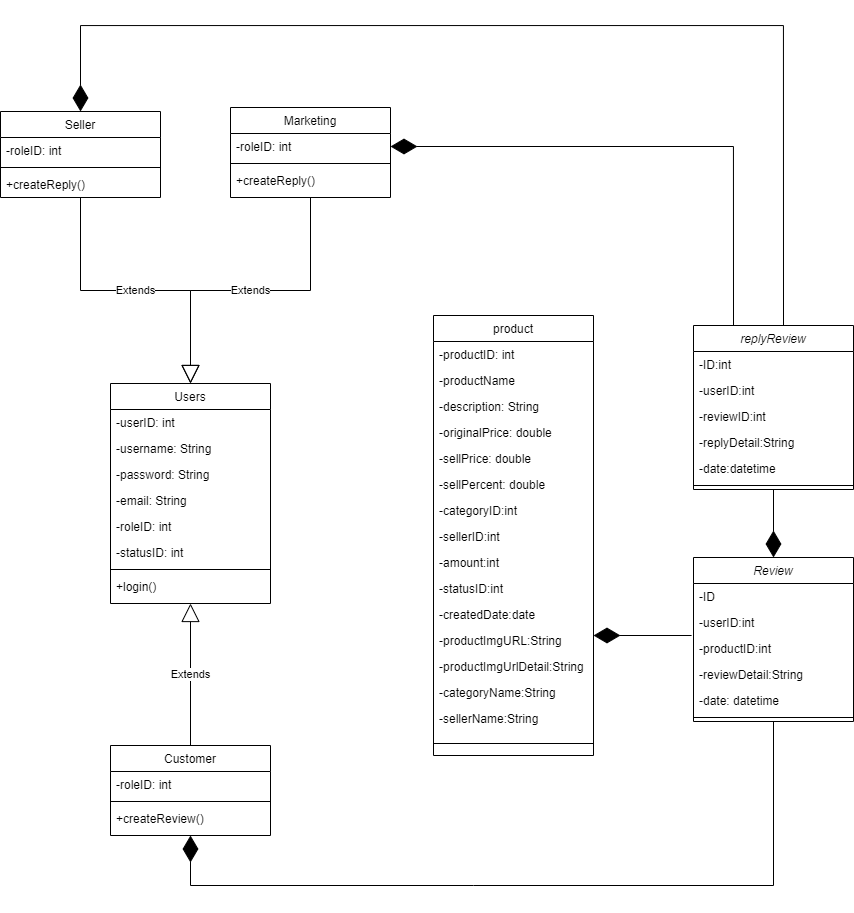 Seller
-roleID: int
+createReply()
Marketing
-roleID: int
+createReply()
Extends
Extends
Users
-userID: int
-username: String
-password: String
-email: String
-roleID: int
-statusID: int
+login()
Extends
Customer
-roleID: int
+createReview()
product
-productID: int
-productName
-description: String
-originalPrice: double
-sellPrice: double
-sellPercent: double
-categoryID:int
-sellerID:int
-amount:int
-statusID:int
-createdDate:date
-productImgURL:String
-productImgUrlDetail:String
-categoryName:String
-sellerName:String
replyReview
-ID:int
-userID:int
-reviewID:int
-replyDetail:String
-date:datetime
Review
-ID
-userID:int
-productID:int
-reviewDetail:String
-date: datetime